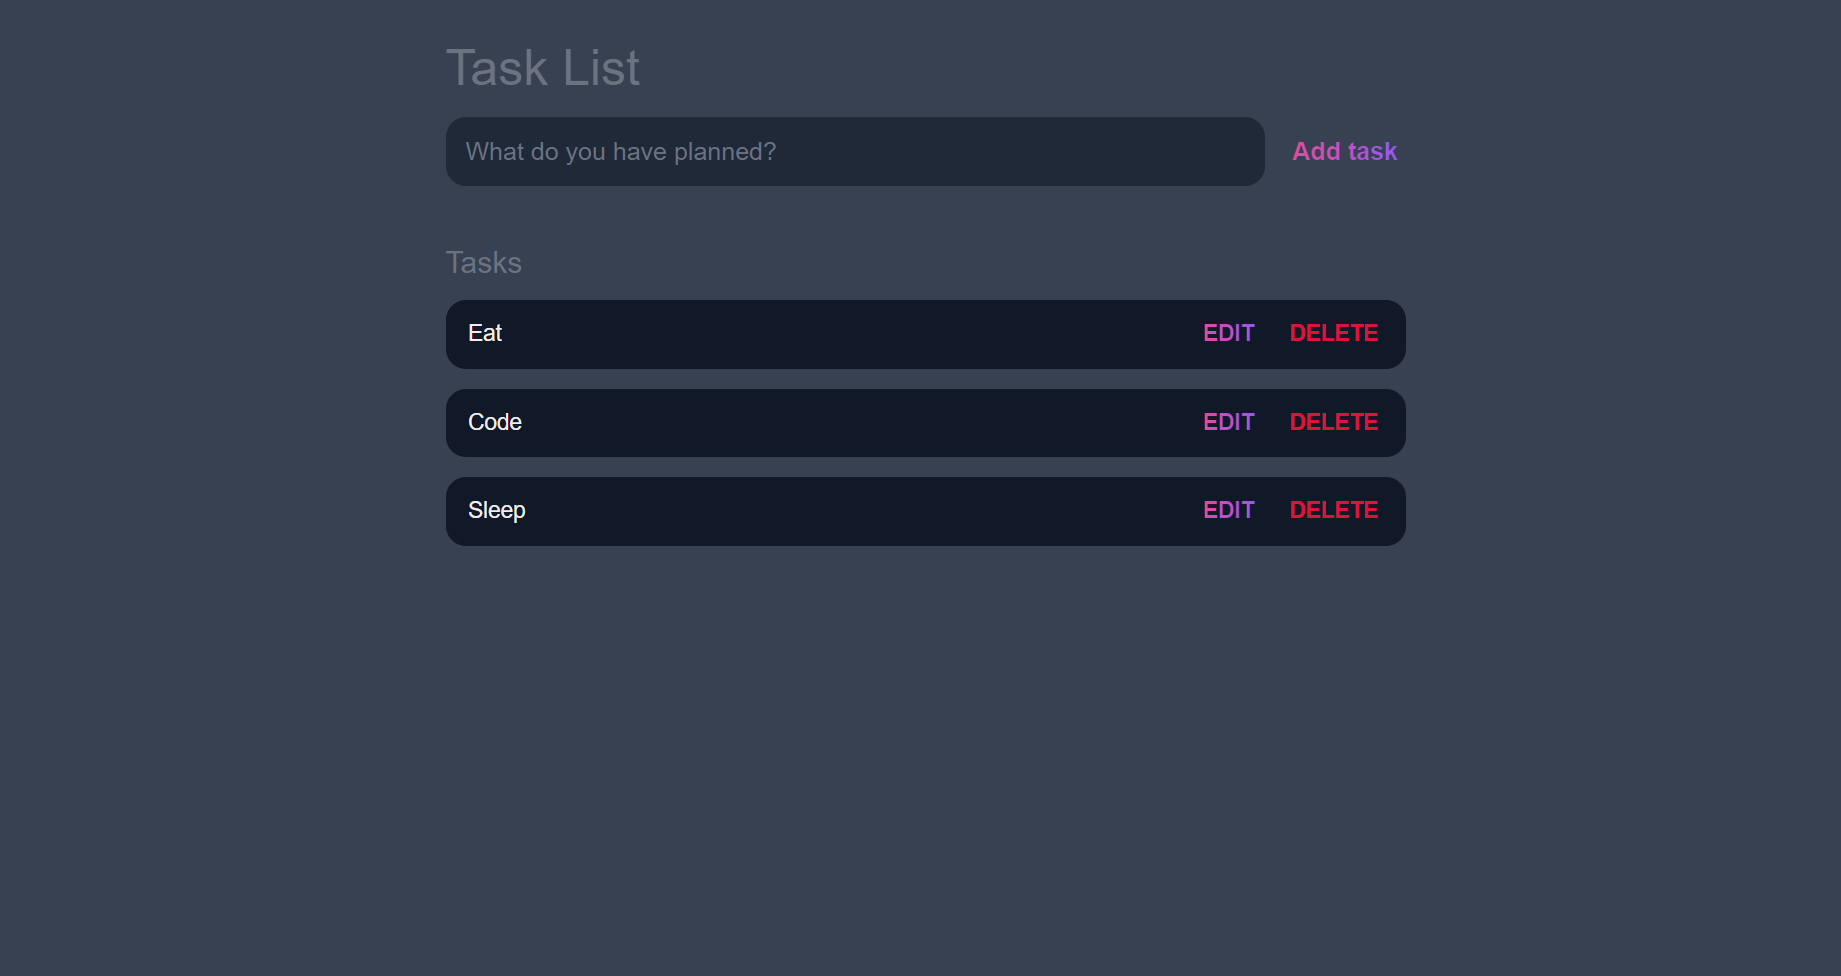 Task List
What do you have planned? Add task
Tasks
Eat EDIT DELETE
Code EDIT DELETE
Sleep EDIT DELETE